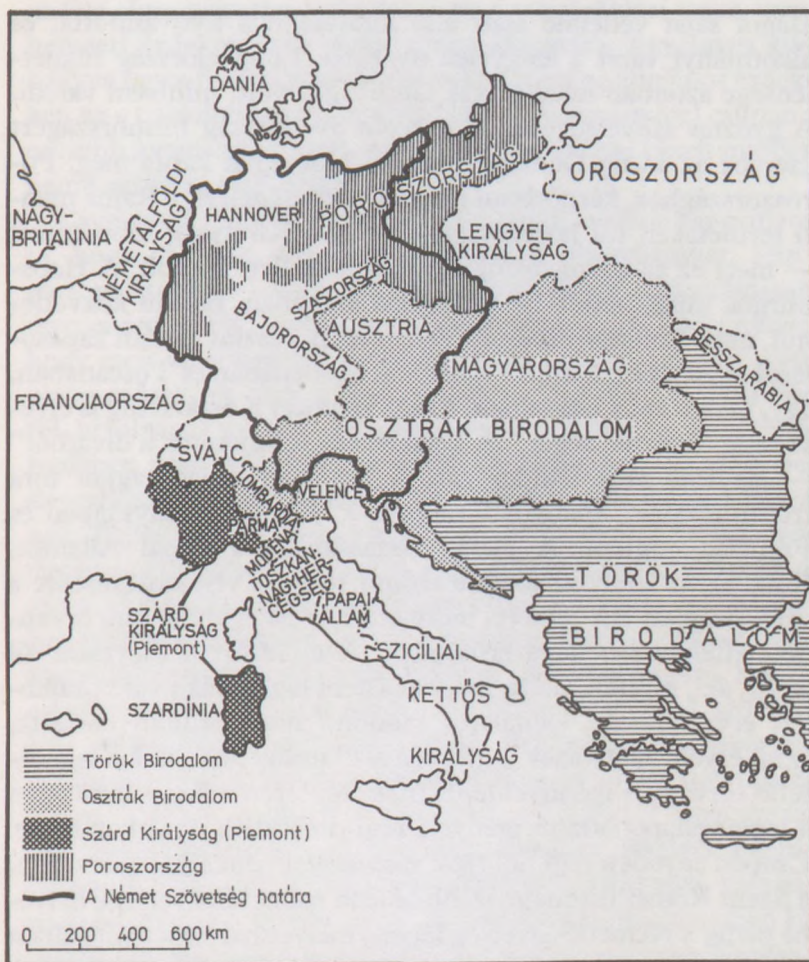 DÁNIA
OROSZORSZÁG
POROSZORSZÁG
HANNOVER
NAGY-
BRITANNIA
NÉMETALFÖLDI
KIRÁLYSÁG
LENGYEL
KIRÁLYSÁG
SZÁSZORSZÁG
BAJORORSZÁG
AUSZTRIA
BESSZARÁBIA
MAGYARORSZÁG
FRANCIAORSZÁG
OSZTRÁK BIRODALOM
SVÁJC
LOMBARDIA
VELENCE
PÁRMA
MODENA
TOSZKÁN
NAGYHER-
CEGSÉG
TÖRÖK
BIRODALOM
PÁPAI
ÁLLAM
SZÁRD
KIRÁLYSÁG
(Piemont)
SZICÍLIAI
KETTŐS
KIRÁLYSÁG
SZARDÍNIA
Török Birodalom
Osztrák Birodalom
Szárd Királyság (Piemont)
Poroszország
A Német Szövetség határa
0 200 400 600 km